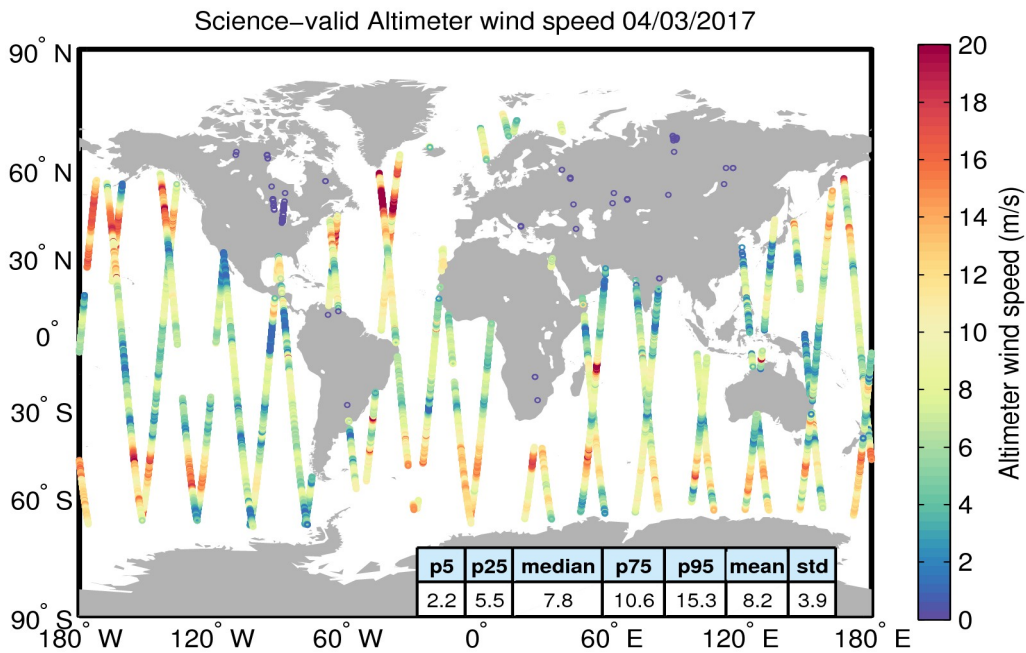 Science−valid Altimeter wind speed 04/03/2017
90° N
60° N
30° N
0°
30° S
60° S
90° S
180° W
120° W
60° W
0°
60° E
120° E
180° E
p5 p25 median p75 p95 mean std
2.2 5.5 7.8 10.6 15.3 8.2 3.9
20
18
16
14
12
10
8
6
4
2
0
Altimeter wind speed (m/s)